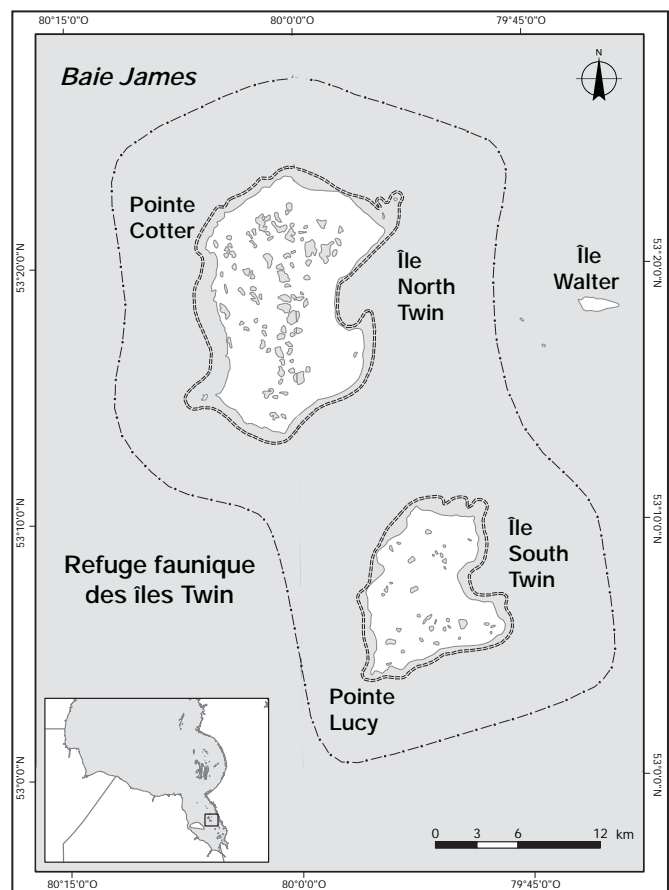 80°15'0"O
80°0'0"O
79°45'0"O
Baie James
N
Pointe
Cotter
Île
North
Twin
Île
Walter
53°20'0"N
53°20'0"N
53°10'0"N
53°10'0"N
Île
South
Twin
Refuge faunique
des îles Twin
Pointe
Lucy
53°0'0"N
53°0'0"N
0 3 6 12 km
80°15'0"O
80°0'0"O
79°45'0"O